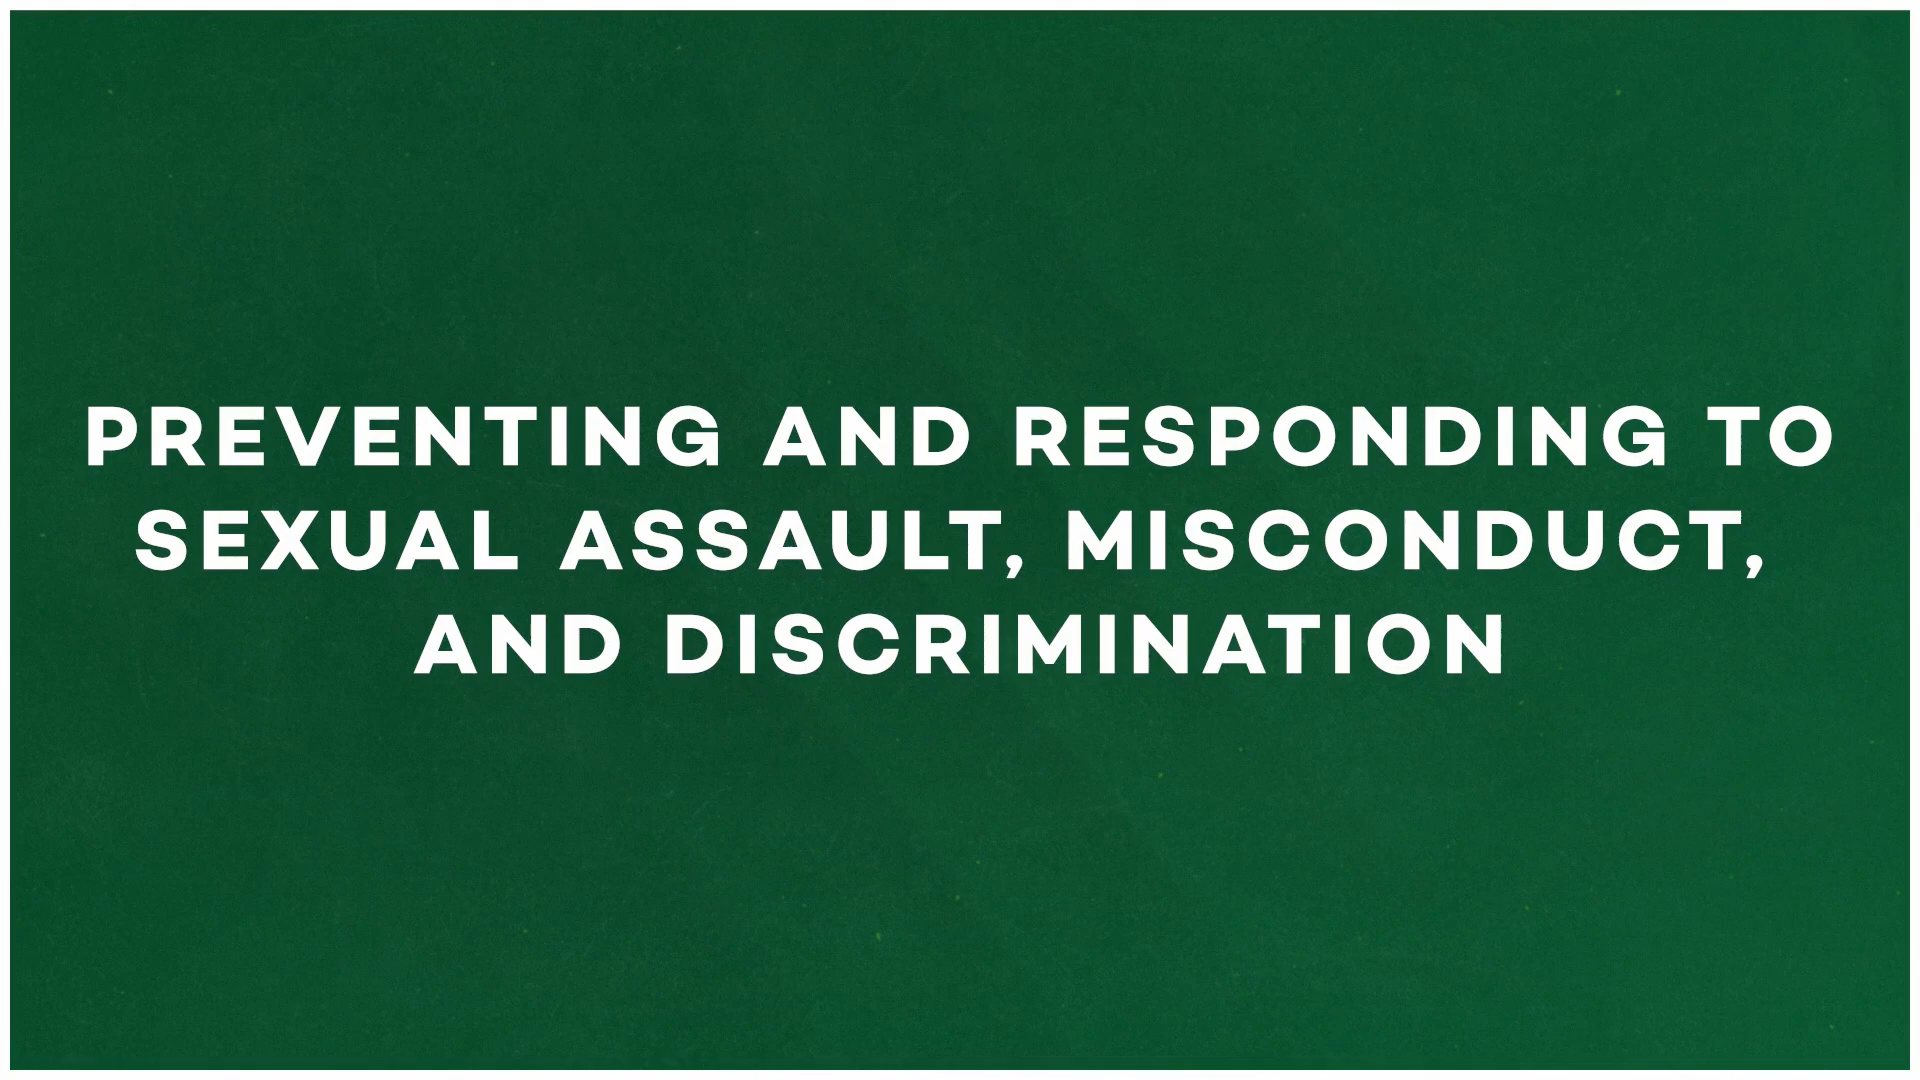 PREVENTING AND RESPONDING TO
SEXUAL ASSAULT, MISCONDUCT,
AND DISCRIMINATION